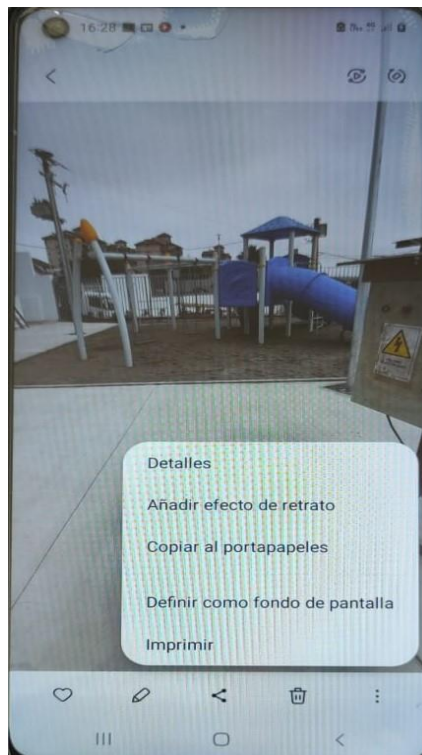 16:28
Detalles
Añadir efecto de retrato
Copiar al portapapeles
Definir como fondo de pantalla
Imprimir